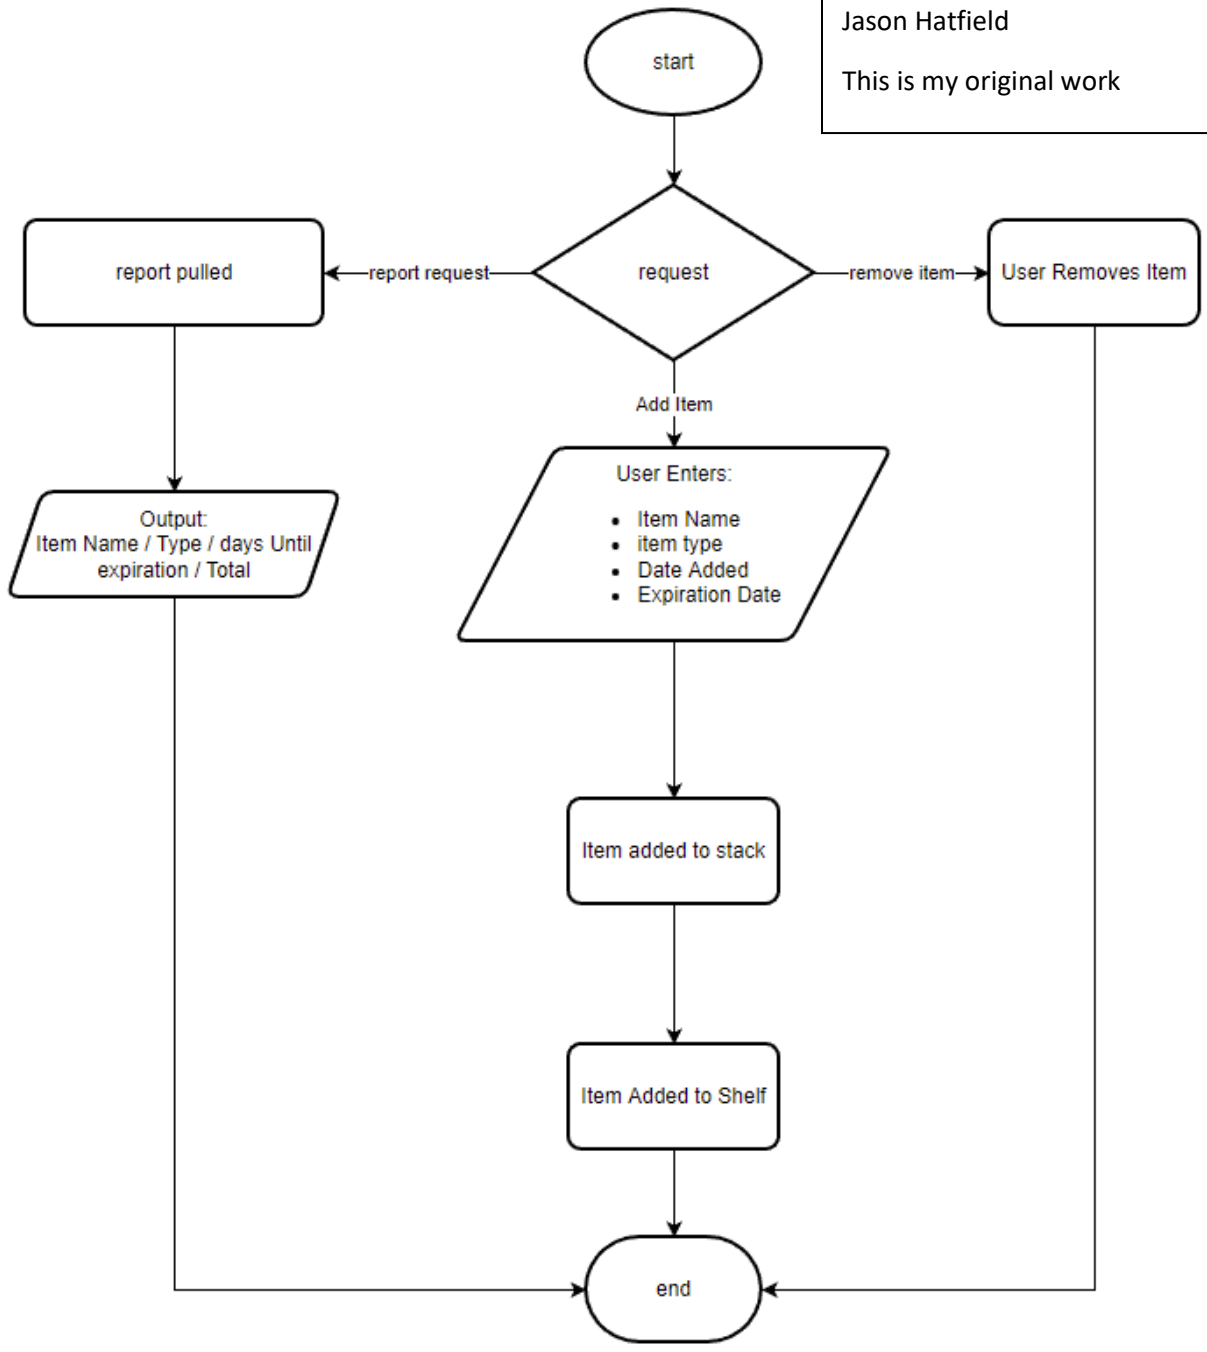 Jason Hatfield
This is my original work
start
report pulled
report request
request
remove item
User Removes Item
Add Item
User Enters:
Item Name
item type
Date Added
Expiration Date
Output:
Item Name / Type / days Until
expiration / Total
Item added to stack
Item Added to Shelf
end